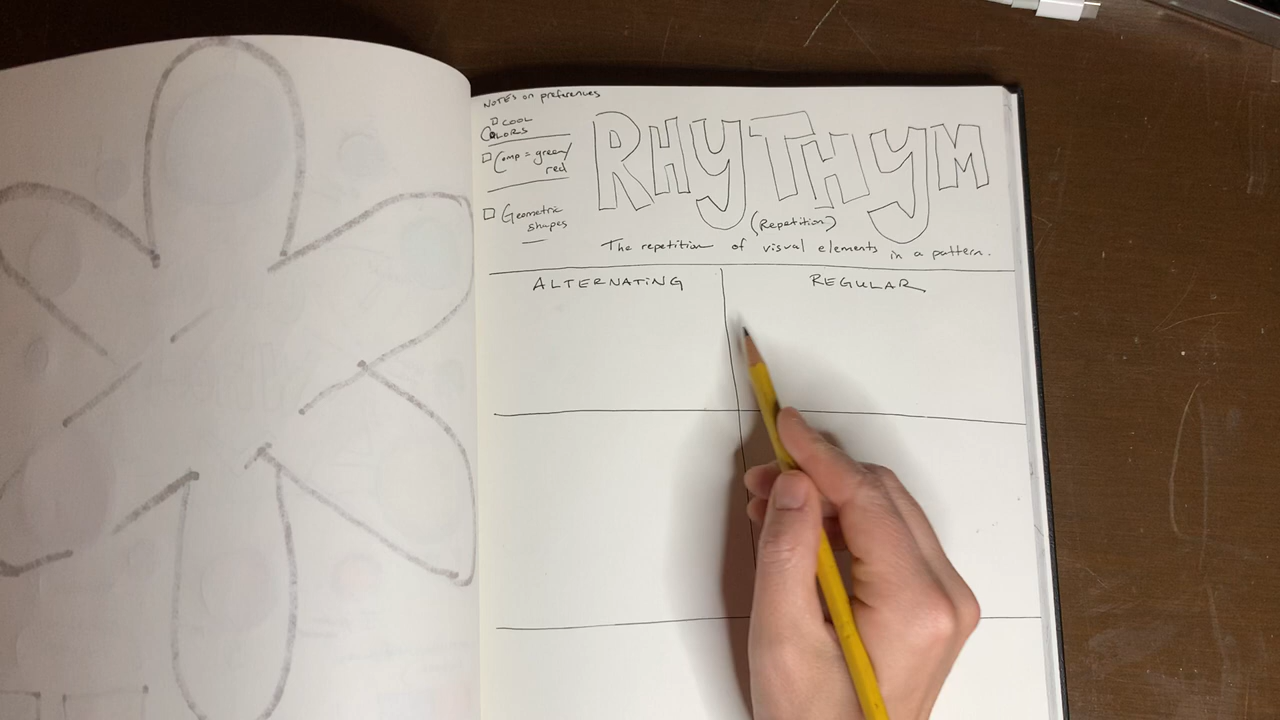 NOTES on preferences
COOL
COLORS
Comp = green/
red
Geometric
shapes
RHYTHYM
(Repetition)
The repetition of visual elements in a pattern.
ALTERNATING
REGULAR